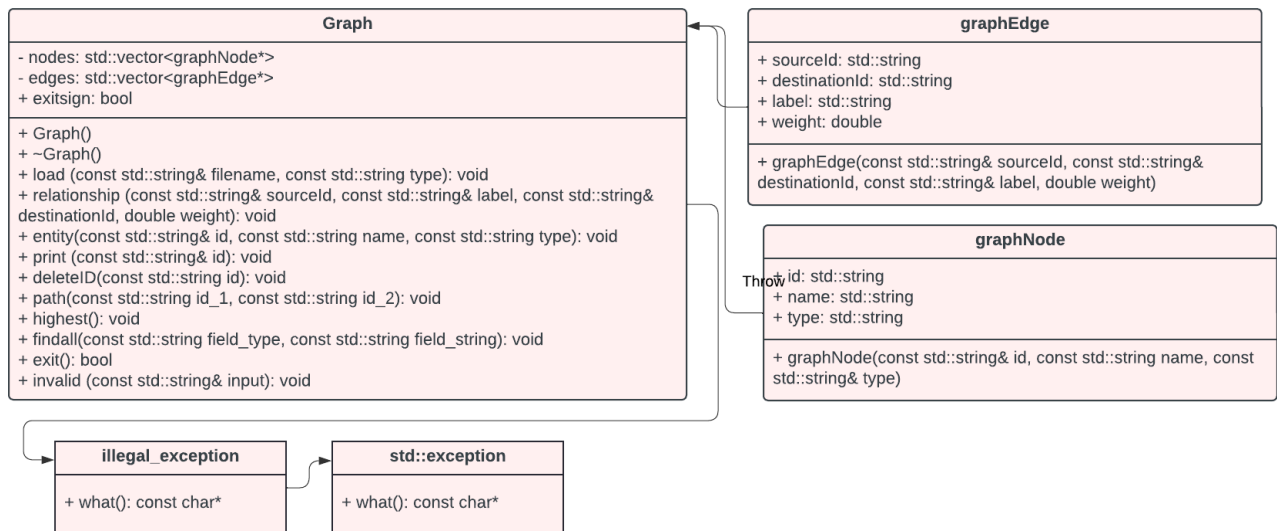 Graph
- nodes: std::vector<graphNode*>
- edges: std::vector<graphEdge*>
+ exitsign: bool
+ Graph()
+ ~Graph()
+ load (const std::string& filename, const std::string type): void
+ relationship (const std::string& sourceId, const std::string& label, const std::string&
destinationId, double weight): void
+ entity(const std::string& id, const std::string name, const std::string type): void
+ print (const std::string& id): void
+ deleteID(const std::string id): void
+ path(const std::string id_1, const std::string id_2): void
+ highest(): void
+ findall(const std::string field_type, const std::string field_string): void
+ exit(): bool
+ invalid (const std::string& input): void
graphEdge
+ sourceId: std::string
+ destinationId: std::string
+ label: std::string
+ weight: double
+ graphEdge(const std::string& sourceId, const std::string&
destinationId, const std::string& label, double weight)
graphNode
Throw
+ id: std::string
+ name: std::string
+ type: std::string
+ graphNode(const std::string& id, const std::string name, const
std::string& type)
illegal_exception
+ what(): const char*
std::exception
+ what(): const char*